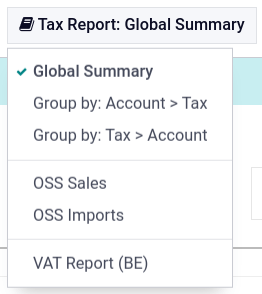 Tax Report: Global Summary
Global Summary
Group by: Account > Tax
Group by: Tax > Account
OSS Sales
OSS Imports
VAT Report (BE)